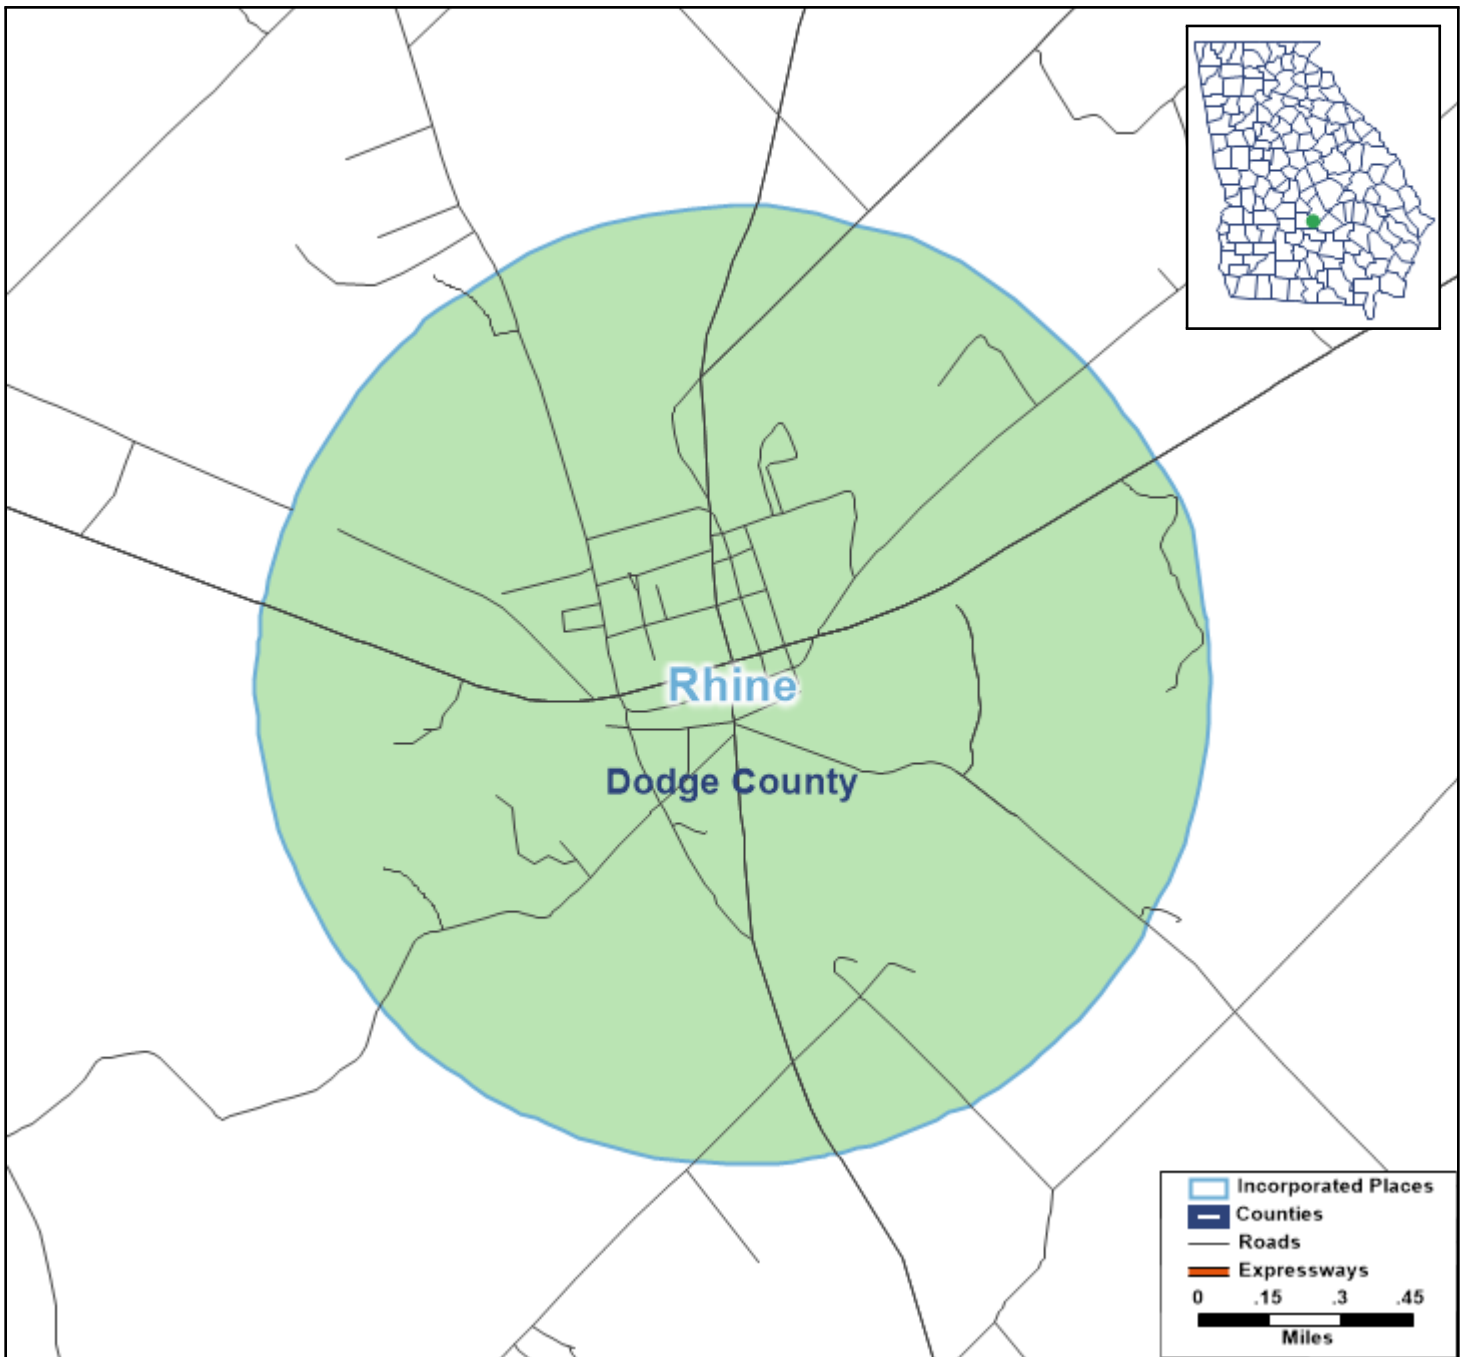 Rhine
Dodge County
Incorporated Places
Counties
Roads
Expressways
0 .15 .3 .45
Miles